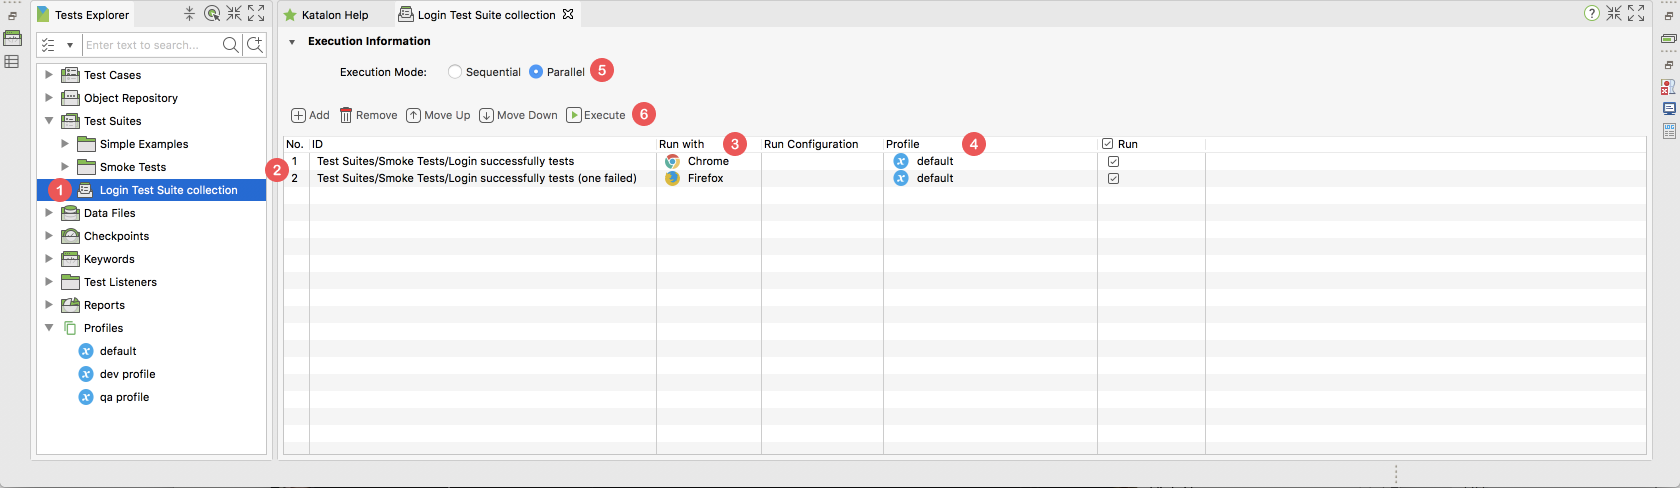 Tests Explorer
Enter text to search...
Test Cases
Object Repository
Test Suites
Simple Examples
Smoke Tests
2
1 Login Test Suite collection
Data Files
Checkpoints
Keywords
Test Listeners
Reports
Profiles
default
dev profile
qa profile
Katalon Help Login Test Suite collection
Execution Information
Execution Mode: Sequential Parallel 5
Add Remove Move Up Move Down Execute 6
No. ID Run with 3 Run Configuration Profile 4 Run
1 Test Suites/Smoke Tests/Login successfully tests Chrome default
2 Test Suites/Smoke Tests/Login successfully tests (one failed) Firefox default